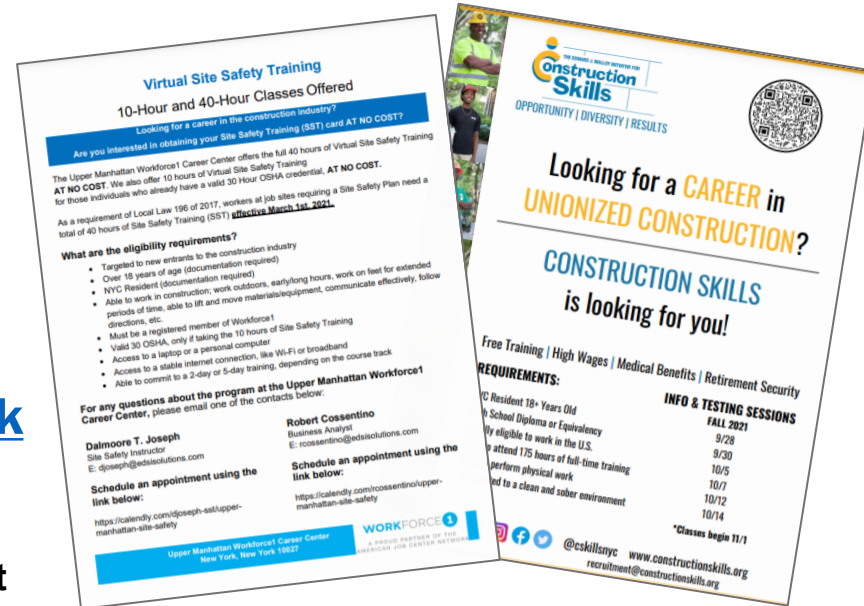 Virtual Site Safety Training
10-Hour and 40-Hour Classes Offered
Looking for a career in the construction industry?
Are you interested in obtaining your Site Safety Training (SST) card AT NO COST?
The Upper Manhattan Workforce1 Career Center offers the full 40 hours of Virtual Site Safety Training
AT NO COST. We also offer 10 hours of Virtual Site Safety Training
for those individuals who already have a valid 30 Hour OSHA credential, AT NO COST.
As a requirement of Local Law 196 of 2017, workers at job sites requiring a Site Safety Plan need a
total of 40 hours of Site Safety Training (SST) effective March 1st, 2021.
What are the eligibility requirements?
• Targeted to new entrants to the construction industry
• Over 18 years of age (documentation required)
• NYC Resident (documentation required)
• Able to work in construction; work outdoors, early/long hours, work on feet for extended
periods of time, able to lift and move materials/equipment, communicate effectively, follow
directions, etc.
• Must be a registered member of Workforce1
• Valid 30 OSHA, only if taking the 10 hours of Site Safety Training
• Access to a laptop or a personal computer
• Access to a stable internet connection, like Wi-Fi or broadband
• Able to commit to a 2-day or 5-day training, depending on the course track
For any questions about the program at the Upper Manhattan Workforce1
Career Center, please email one of the contacts below:
Dalmoore T. Joseph
Site Safety Instructor
E: djoseph@edsisolutions.com
Schedule an appointment using the
link below:
https://calendly.com/djoseph-sst/upper-
manhattan-site-safety
Robert Cossentino
Business Analyst
E: rcossentino@edsisolutions.com
Schedule an appointment using the
link below:
https://calendly.com/rcossentino/upper-
manhattan-site-safety
Upper Manhattan Workforce1 Career Center
New York, New York 10027
WORKFORCE1
A PROUD PARTNER OF THE
AMERICAN JOB CENTER NETWORK
k
t
THE EDWARD J. MALLOY INITIATIVE FOR
Construction
Skills
OPPORTUNITY | DIVERSITY | RESULTS
Looking for a CAREER in
UNIONIZED CONSTRUCTION?
CONSTRUCTION SKILLS
is looking for you!
Free Training | High Wages | Medical Benefits | Retirement Security
REQUIREMENTS:
YC Resident 18+ Years Old
h School Diploma or Equivalency
lly eligible to work in the U.S.
o attend 175 hours of full-time training
perform physical work
ed to a clean and sober environment
INFO & TESTING SESSIONS
FALL 2021
9/28
9/30
10/5
10/7
10/12
10/14
*Classes begin 11/1
@cskillsnyc www.constructionskills.org
recruitment@constructionskills.org